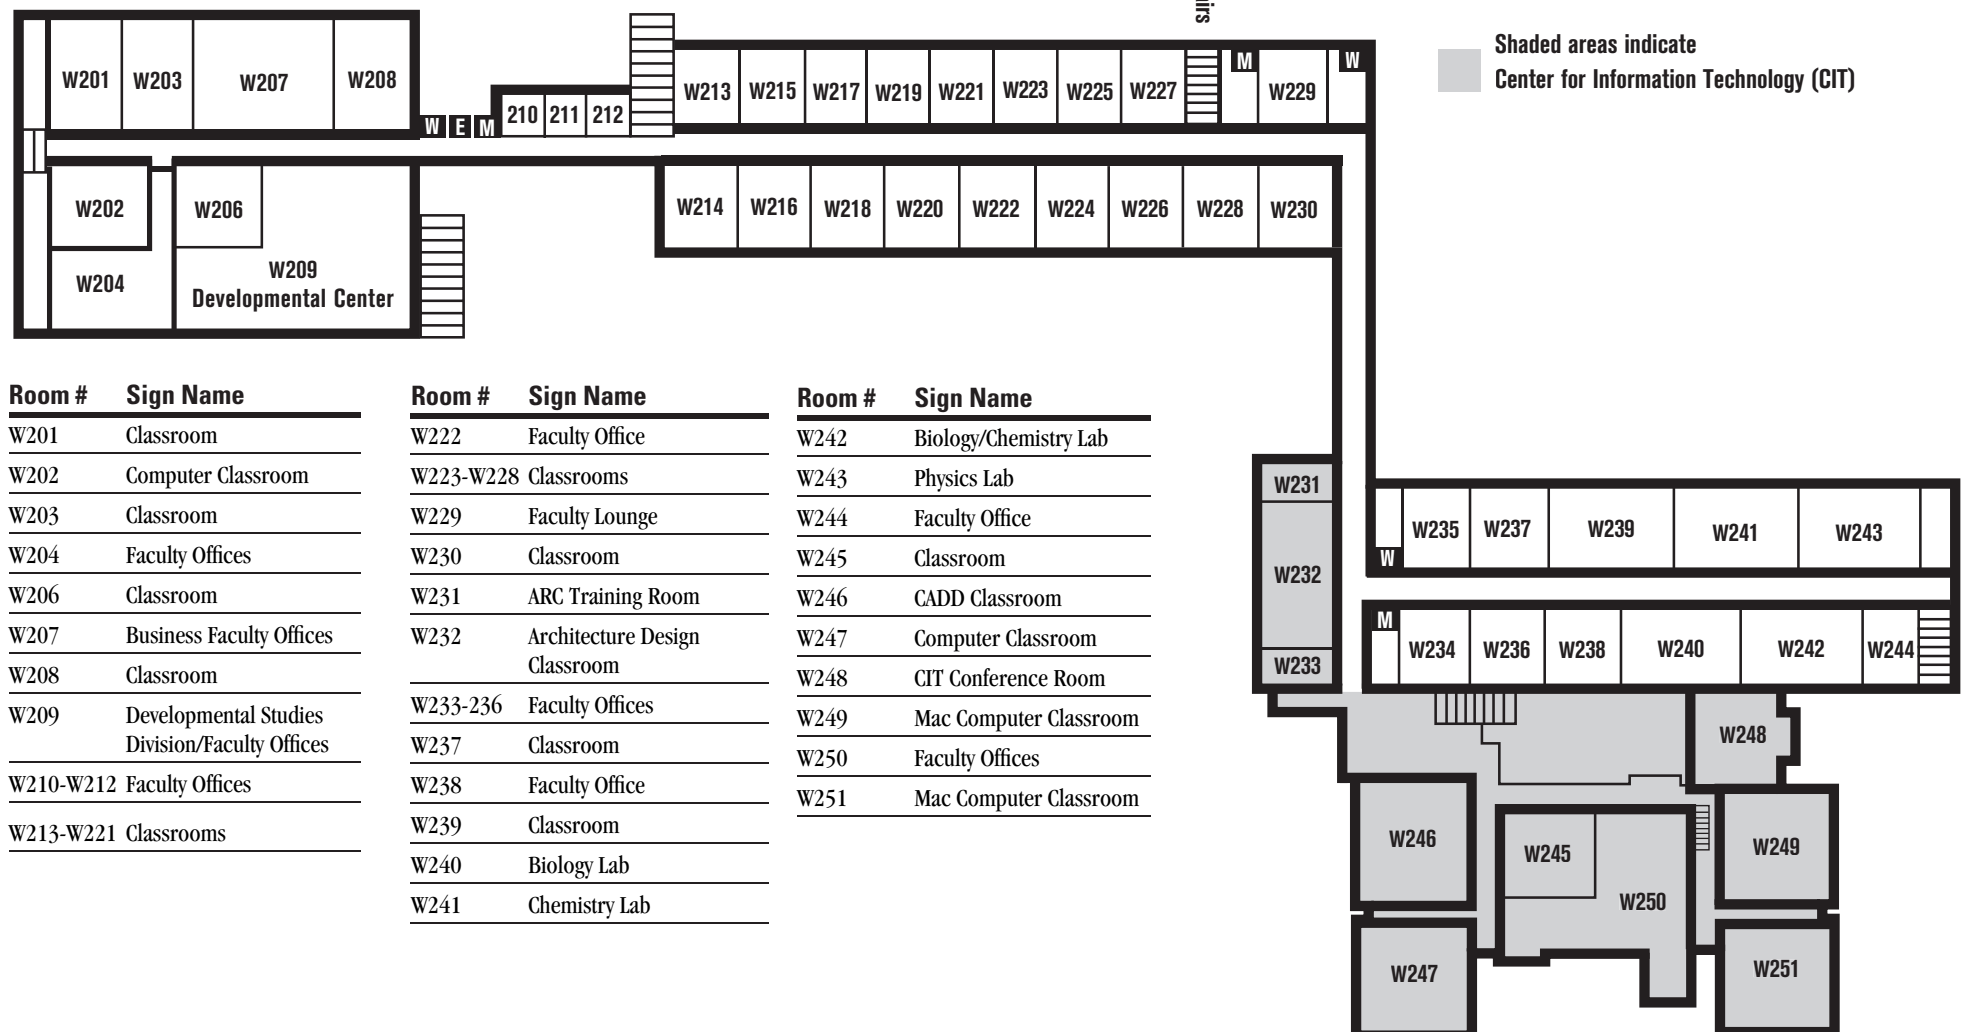 irs
Shaded areas indicate
Center for Information Technology (CIT)
W201 W203 W207 W208
W E M 210 211 212
W213 W215 W217 W219 W221 W223 W225 W227 M W229 W
W202 W206
W204
W209
Developmental Center
W214 W216 W218 W220 W222 W224 W226 W228 W230
Room # Sign Name
W201 Classroom
W202 Computer Classroom
W203 Classroom
W204 Faculty Offices
W206 Classroom
W207 Business Faculty Offices
W208 Classroom
W209 Developmental Studies
Division/Faculty Offices
W210-W212 Faculty Offices
W213-W221 Classrooms
Room # Sign Name
W222 Faculty Office
W223-W228 Classrooms
W229 Faculty Lounge
W230 Classroom
W231 ARC Training Room
W232 Architecture Design
Classroom
W233-236 Faculty Offices
W237 Classroom
W238 Faculty Office
W239 Classroom
W240 Biology Lab
W241 Chemistry Lab
Room # Sign Name
W242 Biology/Chemistry Lab
W243 Physics Lab
W244 Faculty Office
W245 Classroom
W246 CADD Classroom
W247 Computer Classroom
W248 CIT Conference Room
W249 Mac Computer Classroom
W250 Faculty Offices
W251 Mac Computer Classroom
W231
W232
W233
W W235 W237 W239 W241 W243
M W234 W236 W238 W240 W242 W244
W248
W246 W245 W249
W250
W247 W251